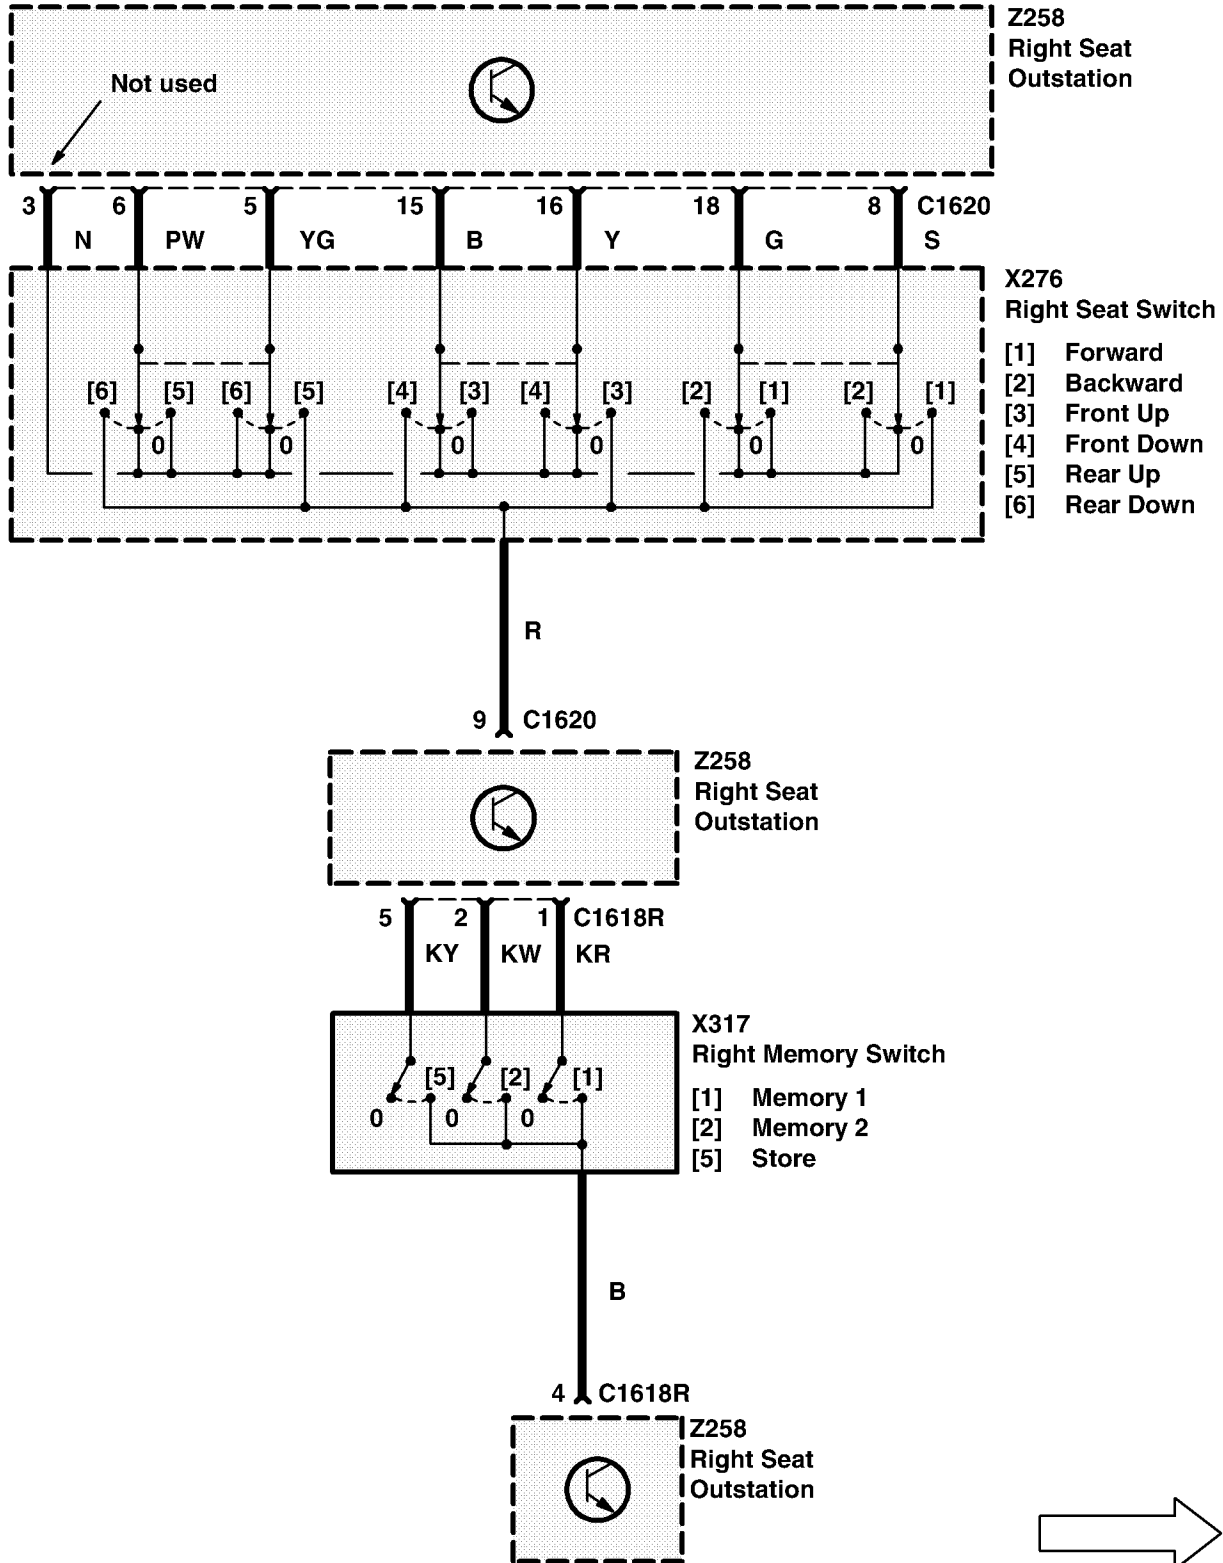 Z258
Right Seat
Outstation
Not used
3 6 5 15 16 18 8 C1620
N PW YG B Y G S
X276
Right Seat Switch
[1] Forward
[2] Backward
[3] Front Up
[4] Front Down
[5] Rear Up
[6] Rear Down
[6] [5] [6] [5] [4] [3] [4] [3] [2] [1] [2] [1]
0 0 0 0 0 0
R
9 C1620
Z258
Right Seat
Outstation
5 2 1 C1618R
KY KW KR
X317
Right Memory Switch
[1] Memory 1
[2] Memory 2
[5] Store
[5] [2] [1]
0 0 0
B
4 C1618R
Z258
Right Seat
Outstation